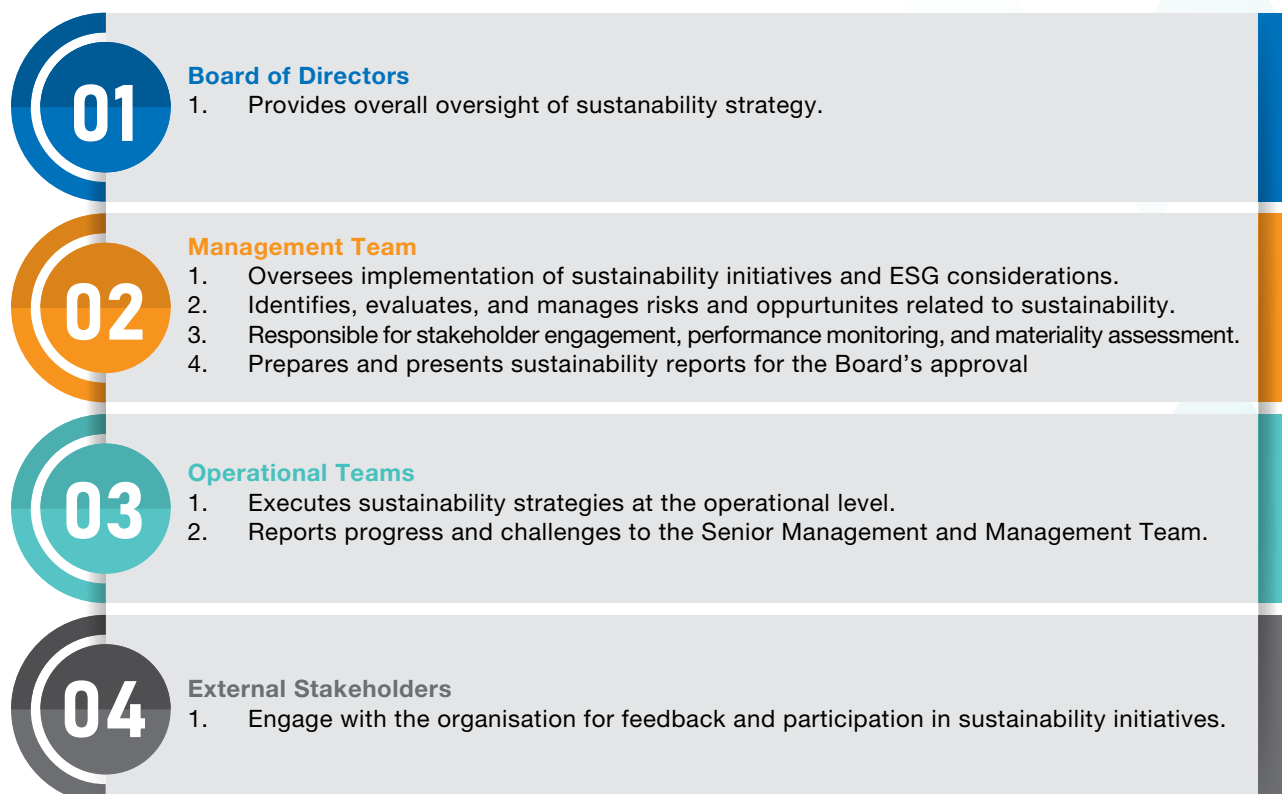 01
Board of Directors
1. Provides overall oversight of sustanability strategy.
02
Management Team
1. Oversees implementation of sustainability initiatives and ESG considerations.
2. Identifies, evaluates, and manages risks and oppurtunites related to sustainability.
3. Responsible for stakeholder engagement, performance monitoring, and materiality assessment.
4. Prepares and presents sustainability reports for the Board’s approval
03
Operational Teams
1. Executes sustainability strategies at the operational level.
2. Reports progress and challenges to the Senior Management and Management Team.
04
External Stakeholders
1. Engage with the organisation for feedback and participation in sustainability initiatives.